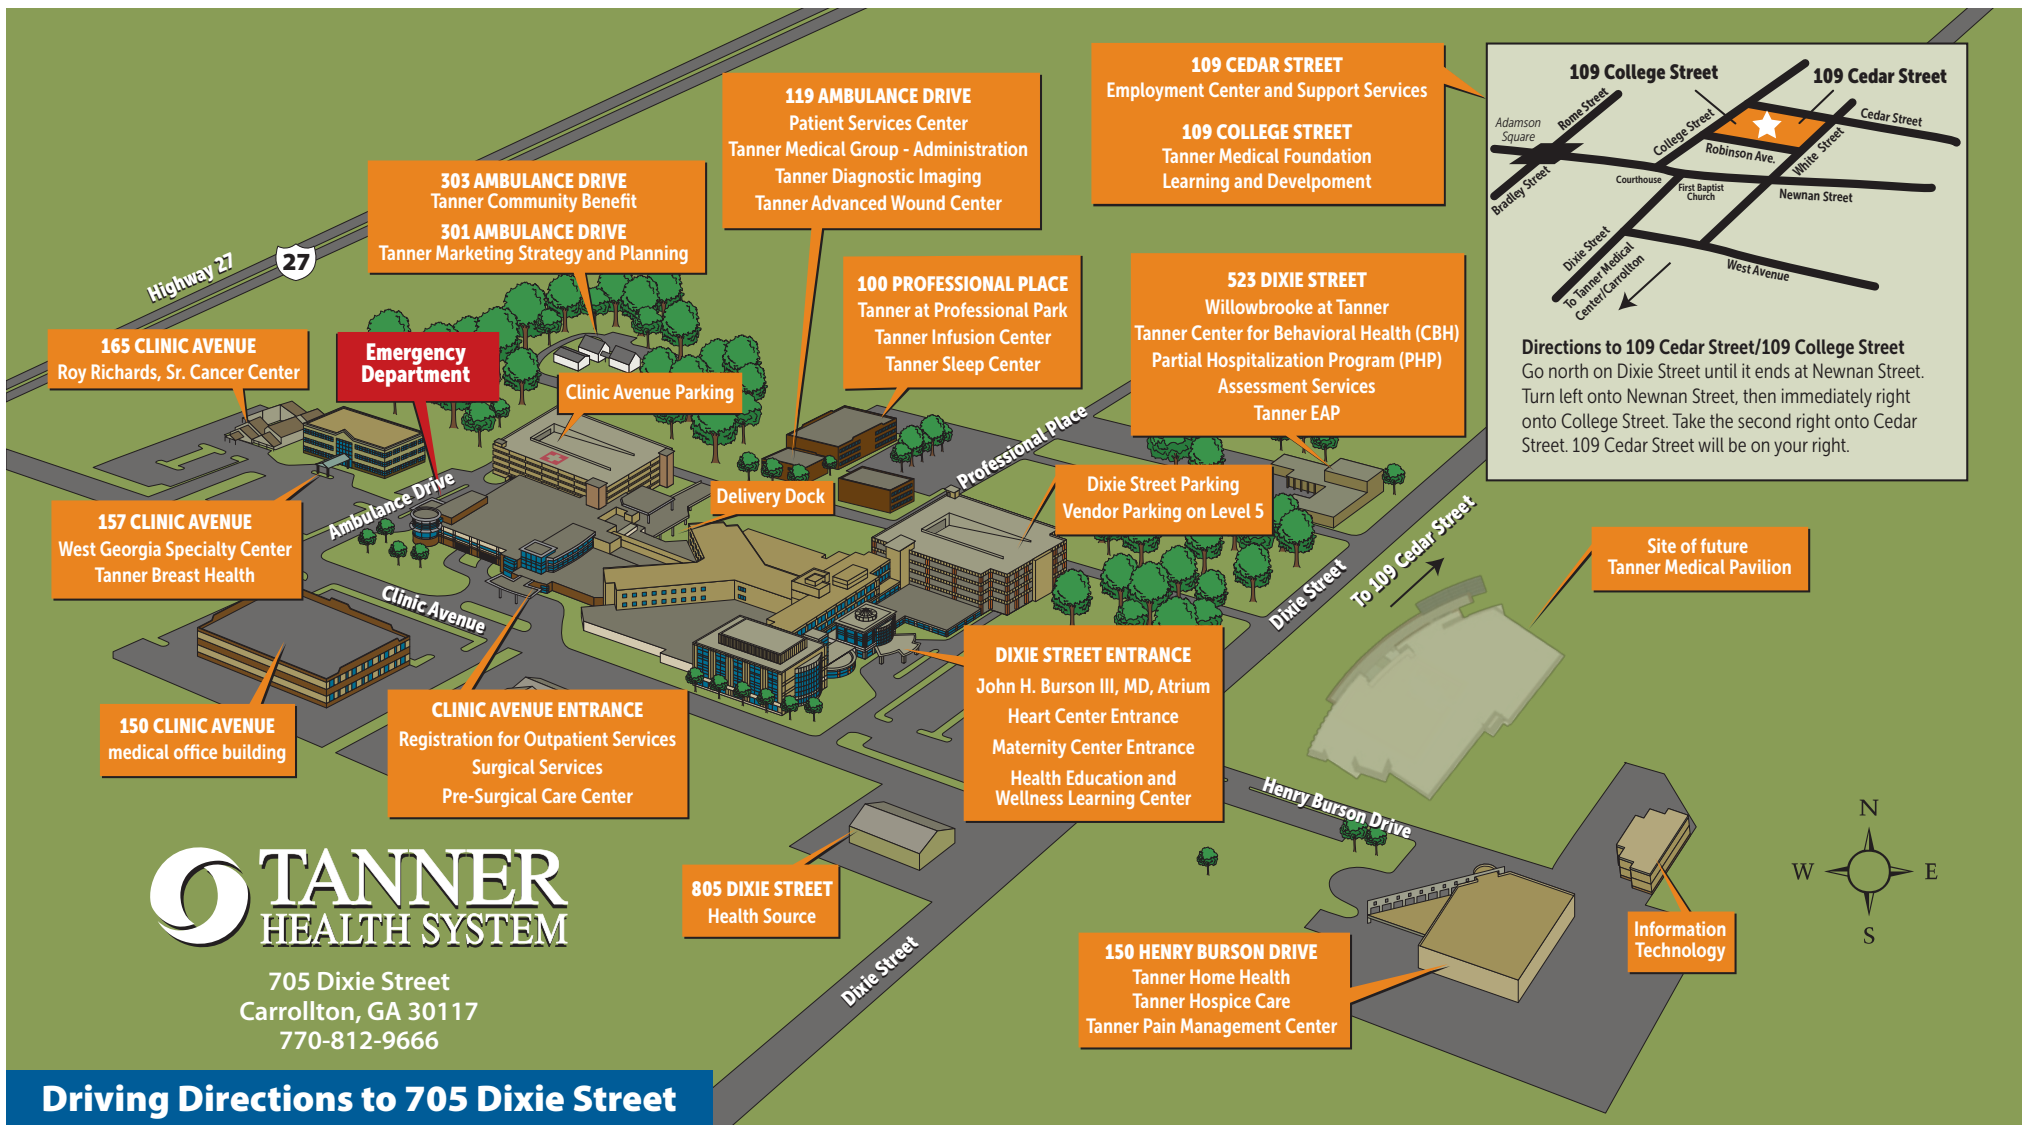 109 CEDAR STREET
Employment Center and Support Services
109 COLLEGE STREET
Tanner Medical Foundation
Learning and Develpoment
109 College Street
109 Cedar Street
Adamson
Square
Rome Street
College Street
Cedar Street
Robinson Ave.
White Street
Bradley Street
Courthouse
First Baptist
Church
Newnan Street
Dixie Street
To Tanner Medical
Center/Carrollton
West Avenue
Directions to 109 Cedar Street/109 College Street
Go north on Dixie Street until it ends at Newnan Street.
Turn left onto Newnan Street, then immediately right
onto College Street. Take the second right onto Cedar
Street. 109 Cedar Street will be on your right.
119 AMBULANCE DRIVE
Patient Services Center
Tanner Medical Group - Administration
Tanner Diagnostic Imaging
Tanner Advanced Wound Center
303 AMBULANCE DRIVE
Tanner Community Benefit
301 AMBULANCE DRIVE
Tanner Marketing Strategy and Planning
Highway 27
27
100 PROFESSIONAL PLACE
Tanner at Professional Park
Tanner Infusion Center
Tanner Sleep Center
523 DIXIE STREET
Willowbrooke at Tanner
Tanner Center for Behavioral Health (CBH)
Partial Hospitalization Program (PHP)
Assessment Services
Tanner EAP
165 CLINIC AVENUE
Roy Richards, Sr. Cancer Center
Emergency
Department
Clinic Avenue Parking
Professional Place
Delivery Dock
Dixie Street Parking
Vendor Parking on Level 5
Ambulance Drive
157 CLINIC AVENUE
West Georgia Specialty Center
Tanner Breast Health
Clinic Avenue
Dixie Street
To 109 Cedar Street
Site of future
Tanner Medical Pavilion
150 CLINIC AVENUE
medical office building
CLINIC AVENUE ENTRANCE
Registration for Outpatient Services
Surgical Services
Pre-Surgical Care Center
DIXIE STREET ENTRANCE
John H. Burson III, MD, Atrium
Heart Center Entrance
Maternity Center Entrance
Health Education and
Wellness Learning Center
Henry Burson Drive
N
W
E
S
805 DIXIE STREET
Health Source
Dixie Street
150 HENRY BURSON DRIVE
Tanner Home Health
Tanner Hospice Care
Tanner Pain Management Center
Information
Technology
TANNER
HEALTH SYSTEM
705 Dixie Street
Carrollton, GA 30117
770-812-9666
Driving Directions to 705 Dixie Street